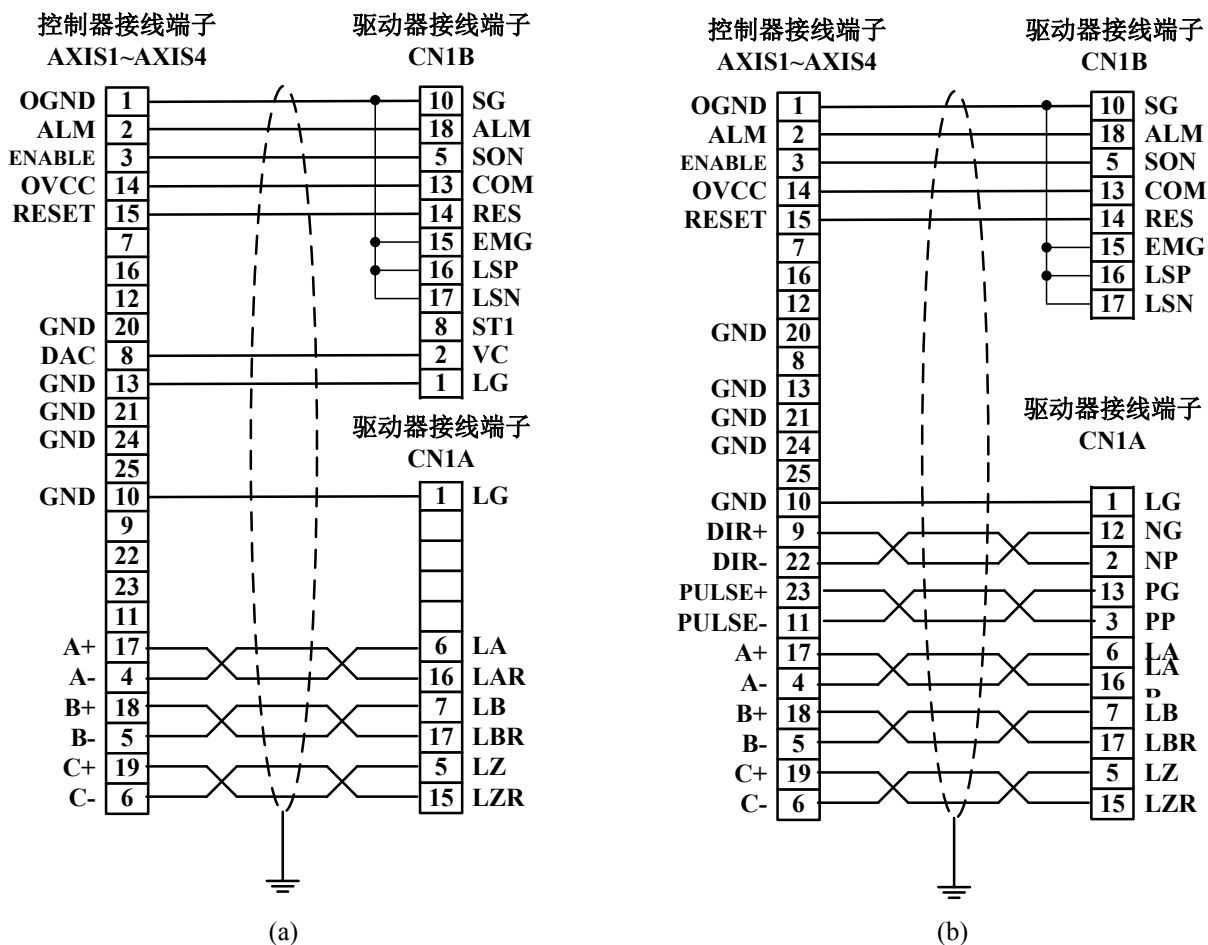 控制器接线端子
AXIS1~AXIS4
驱动器接线端子
CN1B
OGND 1 10 SG
ALM 2 18 ALM
ENABLE 3 5 SON
OVCC 14 13 COM
RESET 15 14 RES
7 15 EMG
16 16 LSP
12 17 LSN
GND 20 8 ST1
DAC 8 2 VC
GND 13 1 LG
GND 21
GND 24
25
驱动器接线端子
CN1A
GND 10 1 LG
9
22
23
11
A+ 17 6 LA
A- 4 16 LAR
B+ 18 7 LB
B- 5 17 LBR
C+ 19 5 LZ
C- 6 15 LZR
(a)
控制器接线端子
AXIS1~AXIS4
驱动器接线端子
CN1B
OGND 1 10 SG
ALM 2 18 ALM
ENABLE 3 5 SON
OVCC 14 13 COM
RESET 15 14 RES
7 15 EMG
16 16 LSP
12 17 LSN
GND 20
8
GND 13
GND 21
GND 24
25
驱动器接线端子
CN1A
GND 10 1 LG
DIR+ 9 12 NG
DIR- 22 2 NP
PULSE+ 23 13 PG
PULSE- 11 3 PP
A+ 17 6 LA
A- 4 16 LA
B+ 18 7 LB
B- 5 17 LBR
C+ 19 5 LZ
C- 6 15 LZR
(b)